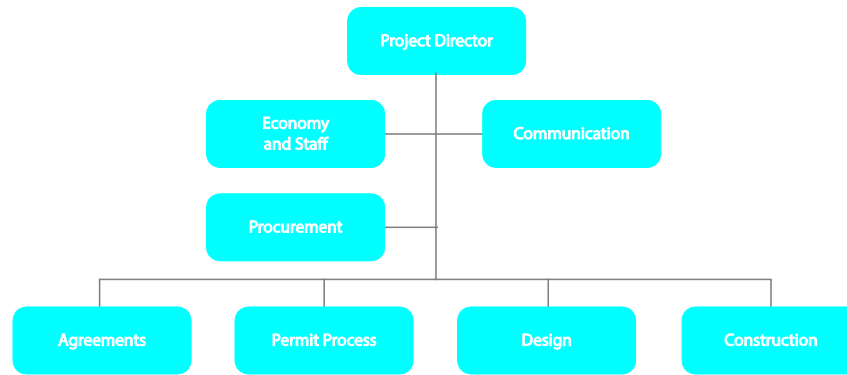 Project Director
Economy
and Staff
Communication
Procurement
Agreements
Permit Process
Design
Construction